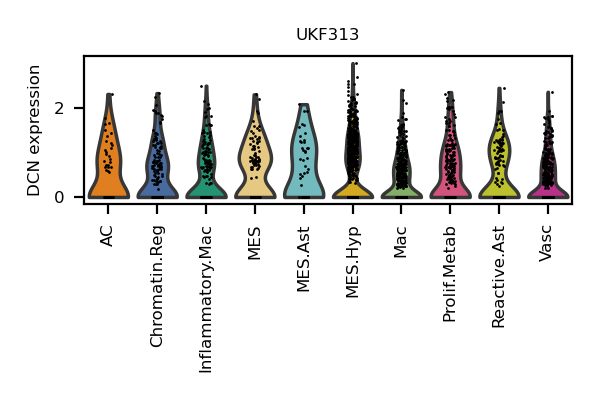 UKF313
DCN expression
2
0
AC
Chromatin.Reg
Inflammatory.Mac
MES
MES.Ast
MES.Hyp
Mac
Prolif.Metab
Reactive.Ast
Vasc